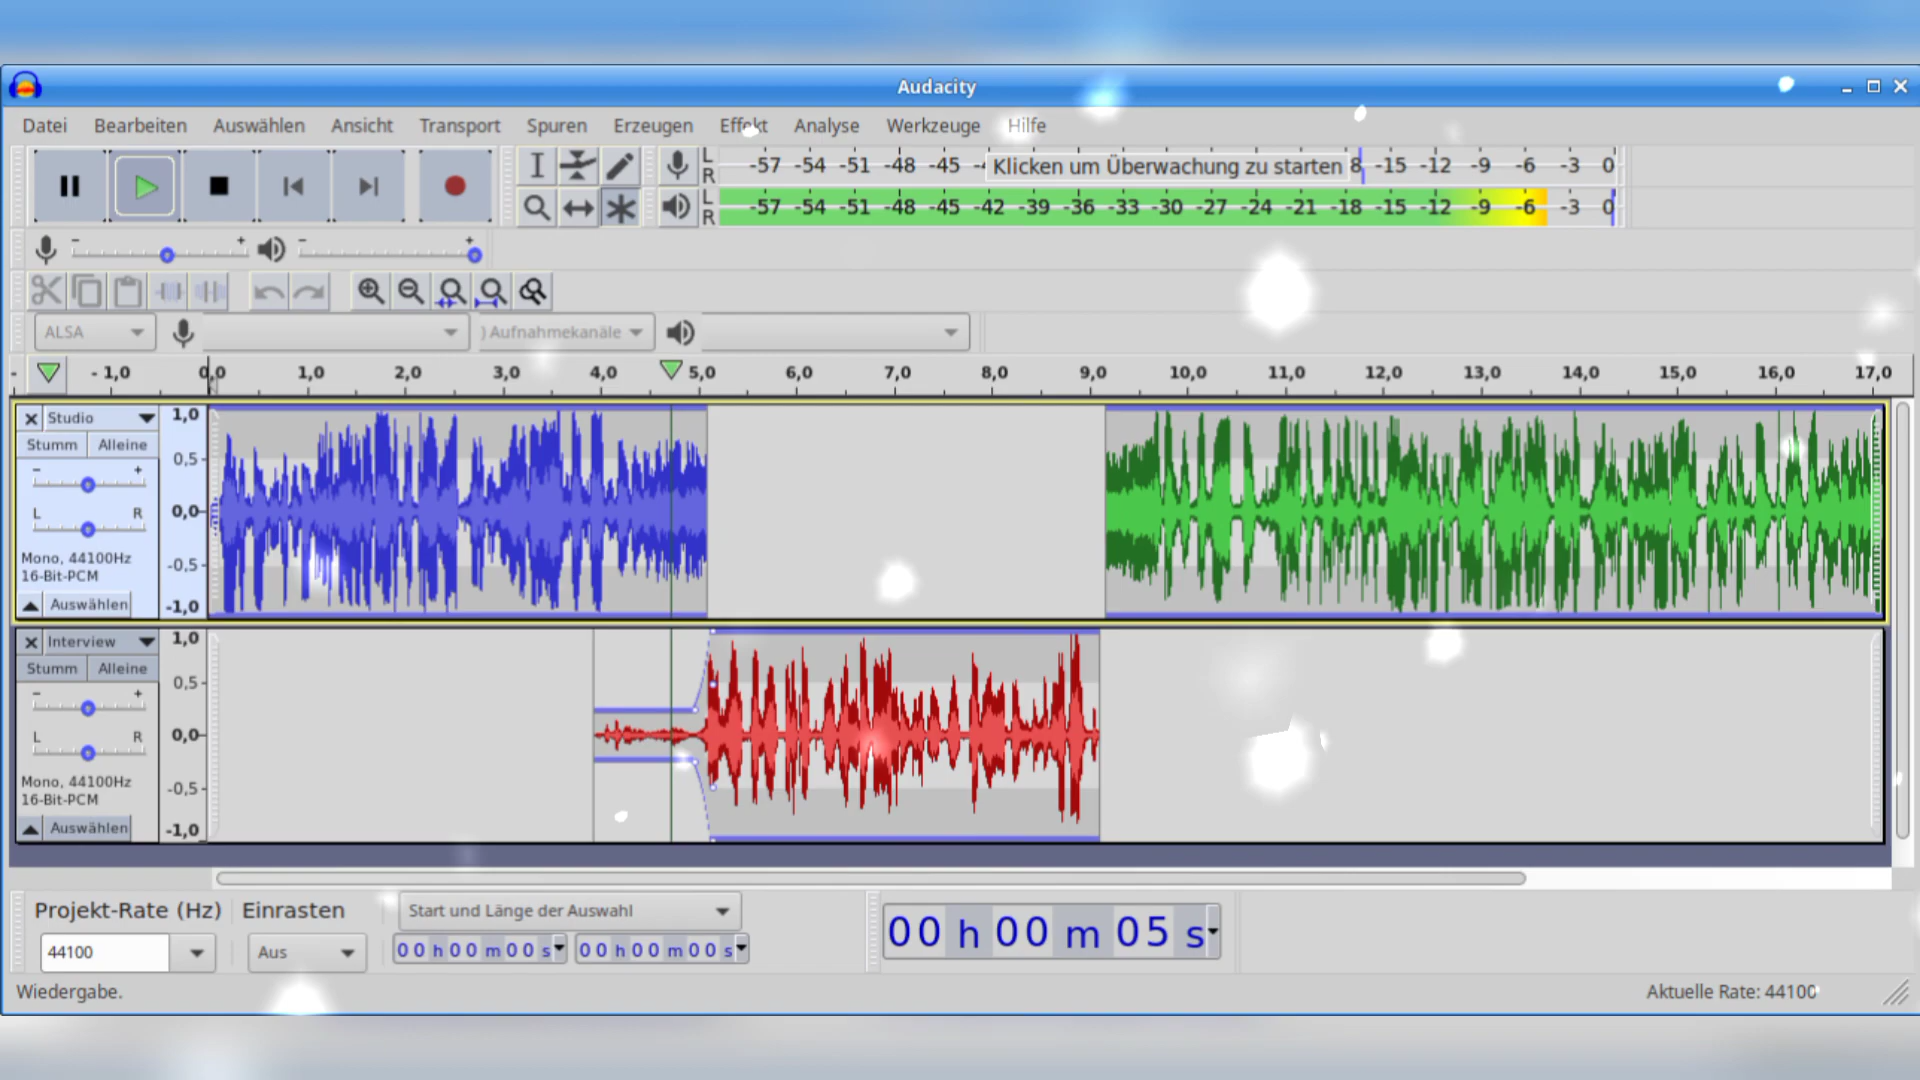 Audacity
Datei Bearbeiten Auswählen Ansicht Transport Spuren Erzeugen Effekt Analyse Werkzeuge Hilfe
L R -57 -54 -51 -48 -45 -4 Klicken um Überwachung zu starten 8 -15 -12 -9 -6 -3 0
L R -57 -54 -51 -48 -45 -42 -39 -36 -33 -30 -27 -24 -21 -18 -15 -12 -9 -6 -3 0
- + - +
ALSA ) Aufnahmekanäle
- -1,0 0,0 1,0 2,0 3,0 4,0 5,0 6,0 7,0 8,0 9,0 10,0 11,0 12,0 13,0 14,0 15,0 16,0 17,0
Studio 1,0
Stumm Alleine 0,5
- +
L R 0,0
Mono, 44100Hz -0,5
16-Bit-PCM
Auswählen -1,0
Interview 1,0
Stumm Alleine 0,5
- +
L R 0,0
Mono, 44100Hz -0,5
16-Bit-PCM
Auswählen -1,0
Projekt-Rate (Hz) Einrasten Start und Länge der Auswahl
44100 Aus 00 h 00 m 00 s 00 h 00 m 00 s 00 h 00 m 05 s
Wiedergabe. Aktuelle Rate: 44100